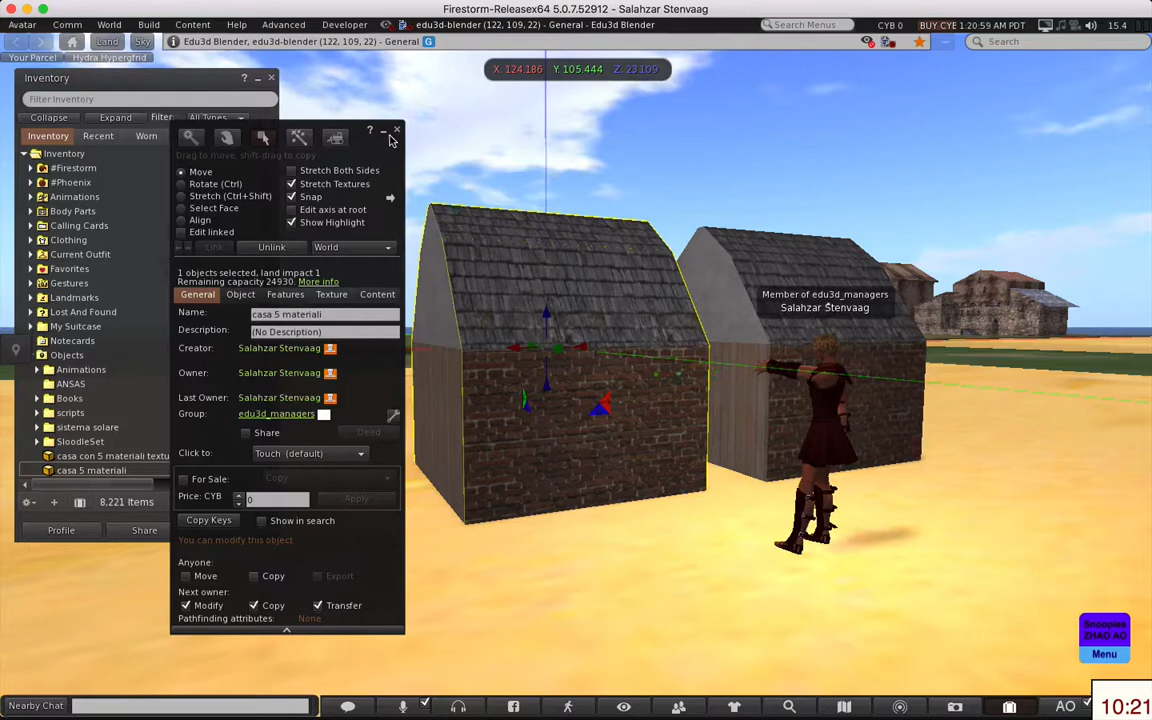 Firestorm-Releasex64 5.0.7.52912 - Salahzar Stenvaag
Avatar Comm World Build Content Help Advanced Developer edu3d-blender (122, 109, 22) - General - Edu3d Blender Search Menus CYB 0 BUY CYB 1:20:59 AM PDT 15.4
Land Sky Edu3d Blender, edu3d-blender (122, 109, 22) - General G Search
Your Parcel Hydra Hypergrfid
X: 124.186 Y: 105.444 Z: 23.109
Inventory ?
Filter Inventory
Collapse Expand Filter: All Types
Inventory Recent Worn
Inventory
#Firestorm
#Phoenix
Animations
Body Parts
Calling Cards
Clothing
Current Outfit
Favorites
Gestures
Landmarks
Lost And Found
My Suitcase
Notecards
Objects
Animations
ANSAS
Books
scripts
sistema solare
SloodleSet
casa con 5 materiali textu
casa 5 materiali
8,221 Items
Profile Share
?
Drag to move, shift-drag to copy
Move
Rotate (Ctrl)
Stretch (Ctrl+Shift)
Select Face
Align
Edit linked
Stretch Both Sides
Stretch Textures
Snap
Edit axis at root
Show Highlight
Link Unlink World
1 objects selected, land impact 1
Remaining capacity 24930. More info
General Object Features Texture Content
Name: casa 5 materiali
Description: (No Description)
Creator: Salahzar Stenvaag
Owner: Salahzar Stenvaag
Last Owner: Salahzar Stenvaag
Group: edu3d_managers
Share Deed
Click to: Touch (default)
For Sale: Copy
Price: CYB 0 Apply
Copy Keys Show in search
You can modify this object
Anyone:
Move Copy Export
Next owner:
Modify Copy Transfer
Pathfinding attributes: None
Member of edu3d_managers
Salahzar Stenvaag
Snoopies
ZHAO AO
Menu
Nearby Chat AO
10:21